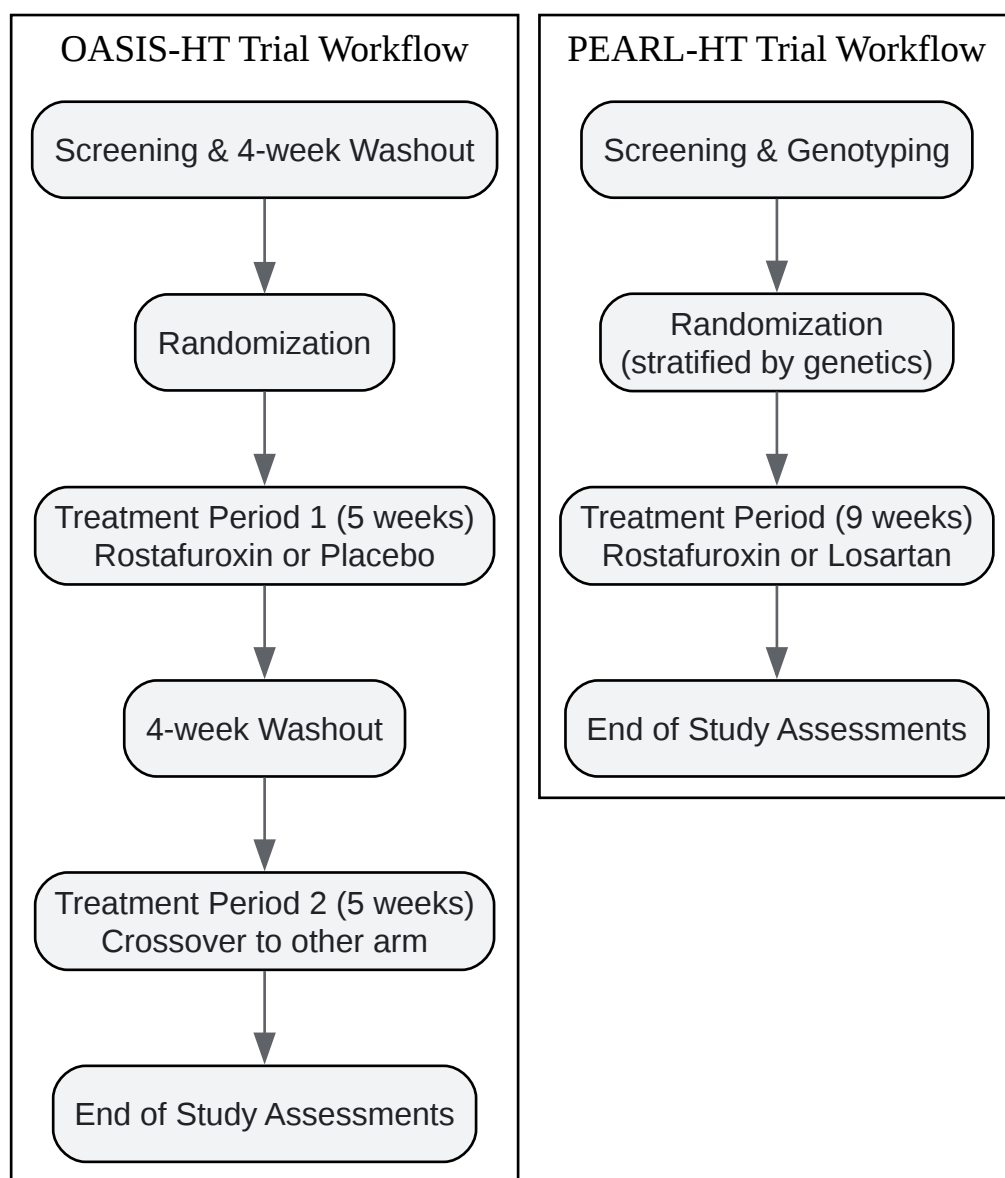 OASIS-HT Trial Workflow
Screening & 4-week Washout
Randomization
Treatment Period 1 (5 weeks)
Rostafuroxin or Placebo
4-week Washout
Treatment Period 2 (5 weeks)
Crossover to other arm
End of Study Assessments
PEARL-HT Trial Workflow
Screening & Genotyping
Randomization
(stratified by genetics)
Treatment Period (9 weeks)
Rostafuroxin or Losartan
End of Study Assessments